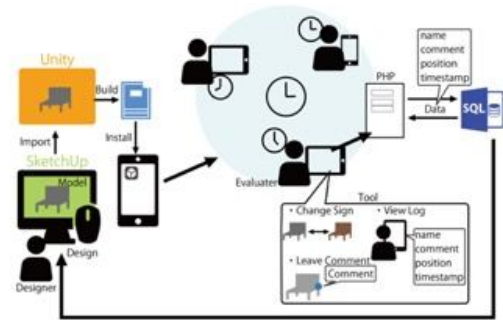 Unity
Build
Import
Install
SketchUp
Model
Design
Designer
Evaluater
PHP
name
comment
position
timestamp
Data
SQL
Tool
・Change Sign
・View Log
name
comment
position
timestamp
・Leave Comment
Comment